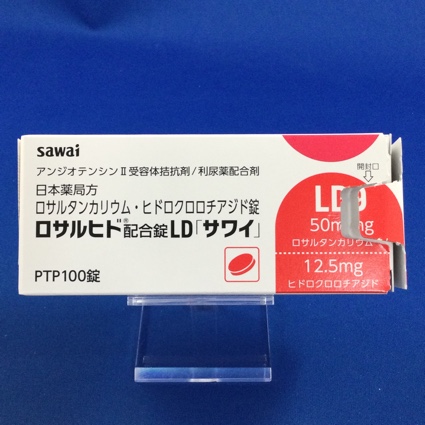 sawai
アンジオテンシンⅡ受容体拮抗剤/利尿薬配合剤
日本薬局方
ロサルタンカリウム・ヒドロクロロチアジド錠
ロサルヒド®配合錠LD「サワイ」
PTP100錠
開封口
LD
50mg
ロサルタンカリウム
12.5mg
ヒドロクロロチアジド